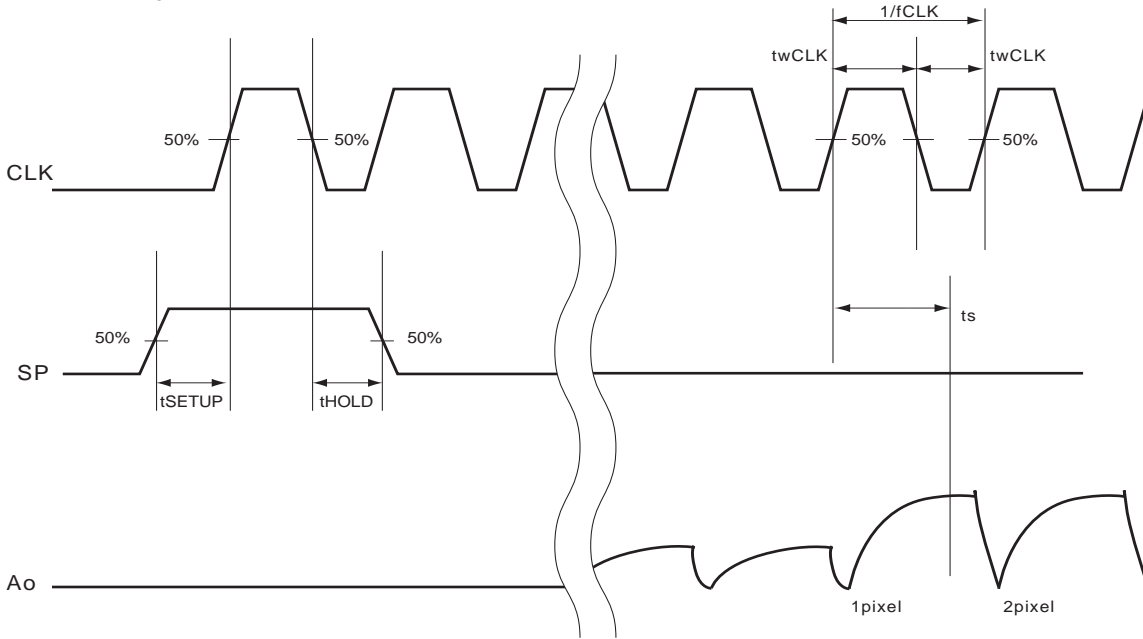 1/fCLK
twCLK
twCLK
50%
50%
50%
50%
CLK
ts
50%
50%
SP
tSETUP
tHOLD
Ao
1pixel
2pixel